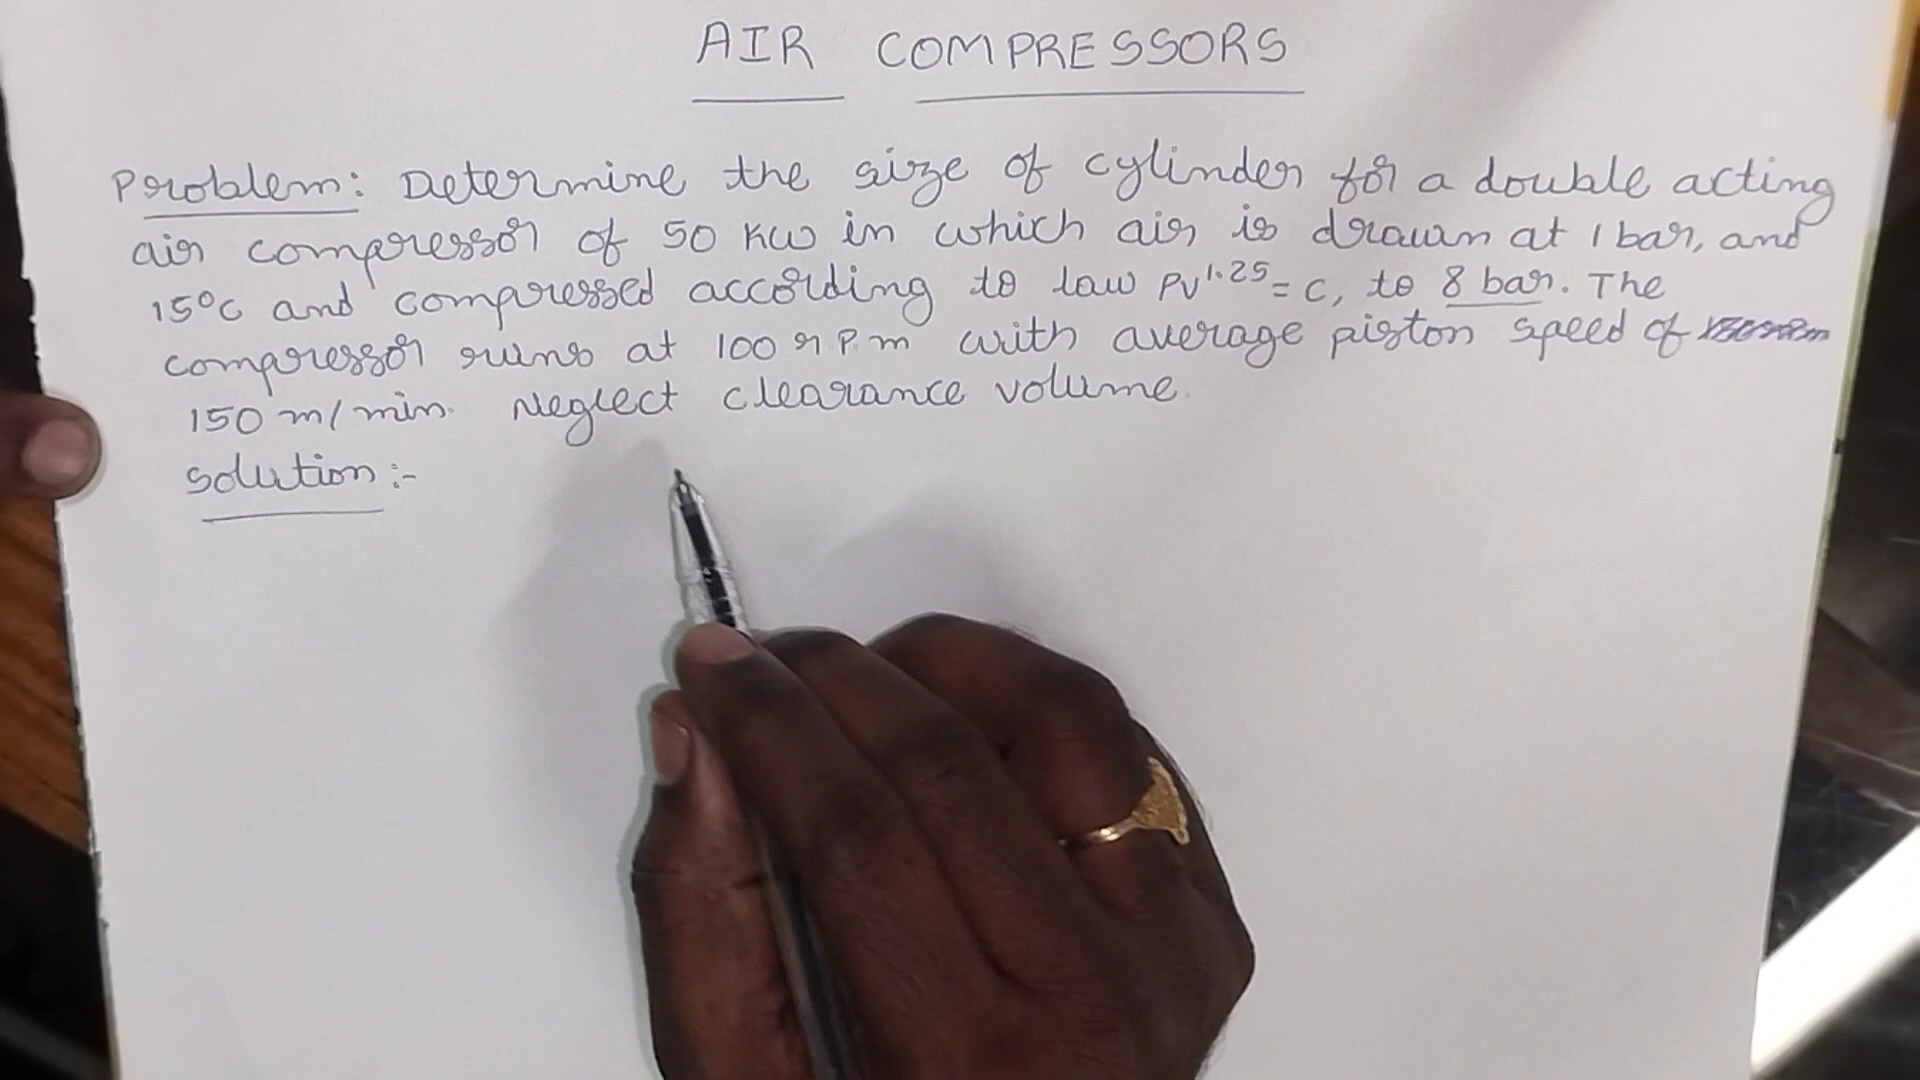 AIR COMPRESSORS
Problem: Determine the size of cylinder for a double acting
air compressor of 50 KW in which air is drawn at 1 bar, and
15°C and compressed according to law PV^1.25 = C, to 8 bar. The
compressor runs at 100 r.P.m with average piston speed of
150 m/min. Neglect clearance volume.
Solution:-